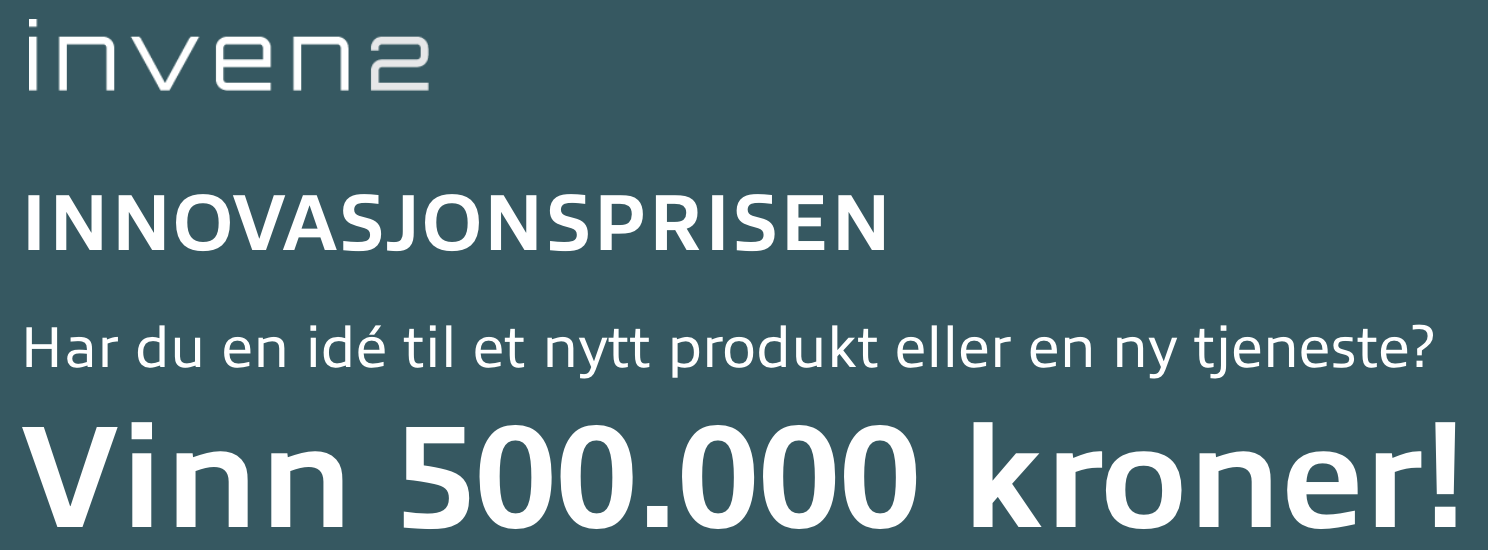 inven2
INNOVASJONSPRISEN
Har du en idé til et nytt produkt eller en ny tjeneste?
Vinn 500.000 kroner!